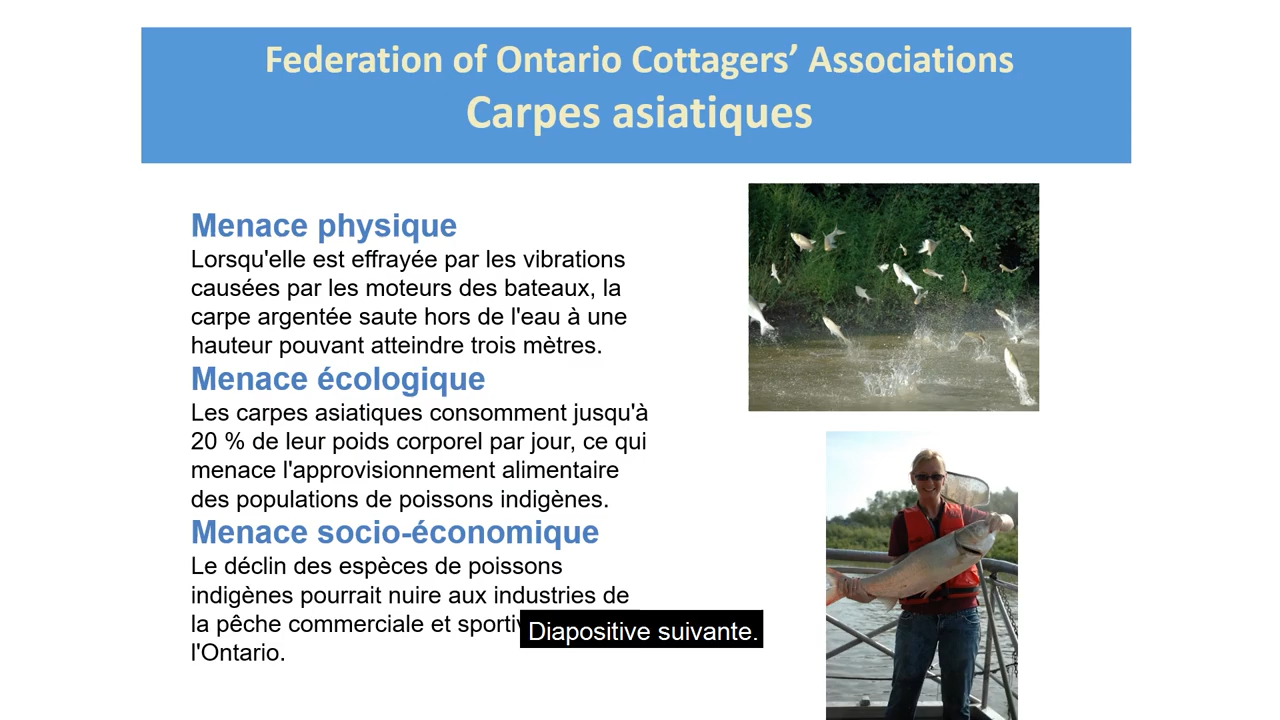 Federation of Ontario Cottagers’ Associations
Carpes asiatiques
Menace physique
Lorsqu'elle est effrayée par les vibrations
causées par les moteurs des bateaux, la
carpe argentée saute hors de l'eau à une
hauteur pouvant atteindre trois mètres.
Menace écologique
Les carpes asiatiques consomment jusqu'à
20 % de leur poids corporel par jour, ce qui
menace l'approvisionnement alimentaire
des populations de poissons indigènes.
Menace socio-économique
Le déclin des espèces de poissons
indigènes pourrait nuire aux industries de
la pêche commerciale et
l'Ontario.
Diapositive suivante.